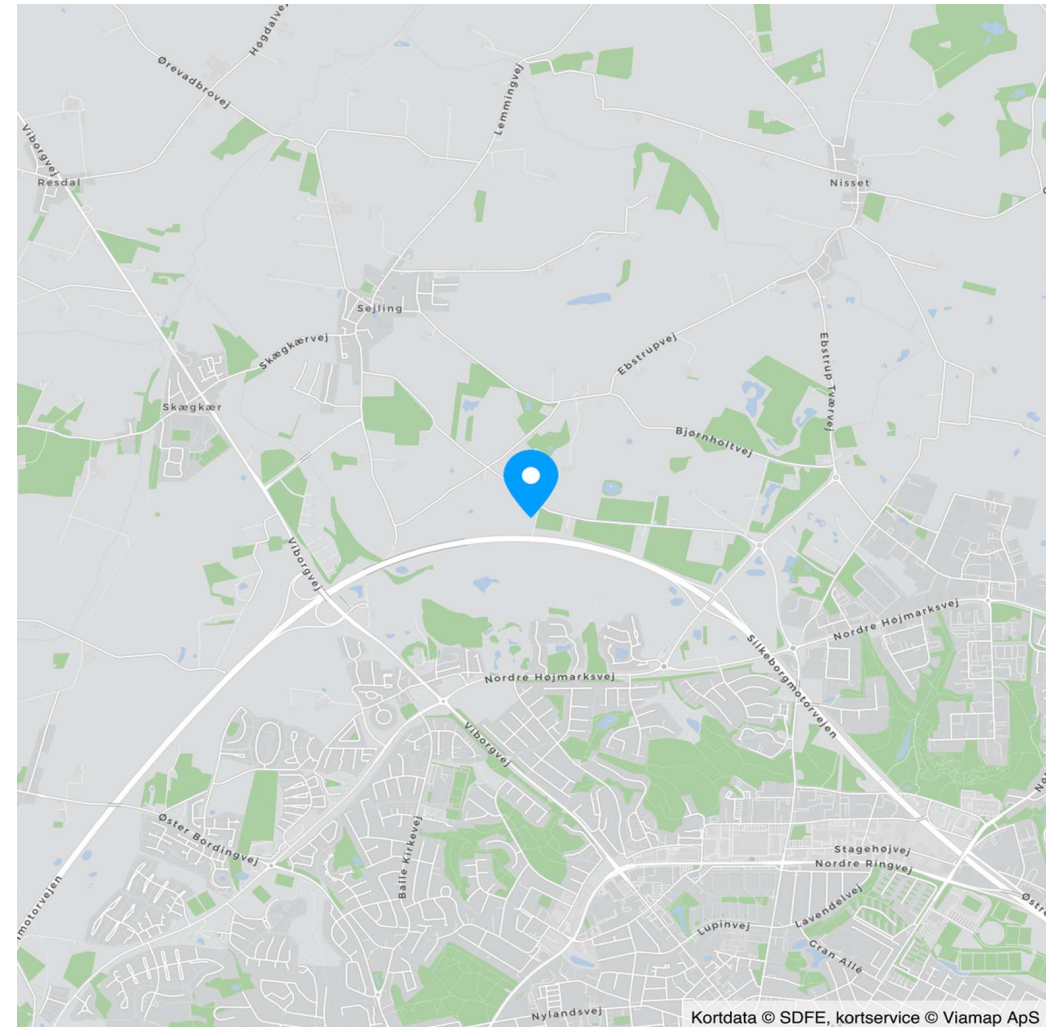 Høgdalvej
Ørevadbrovej
Lemmingvej
Viborgvej
Resdal
Nisset
Sejling
Skægkærvej
Ebstrupvej
Ebstrup Tværvej
Skægkær
Bjørnholtvej
Viborgvej
Nordre Højmarksvej
Silkeborgmotorvejen
Nordre Højmarksvej
Viborgvej
Øster Bordingvej
Balle Kirkevej
Stagehøjvej
Nordre Ringvej
motorvejen
Lavendelvej
Lupinvej
Gran Allé
Nylandsvej
Kortdata © SDFE, kortservice © Viamap ApS